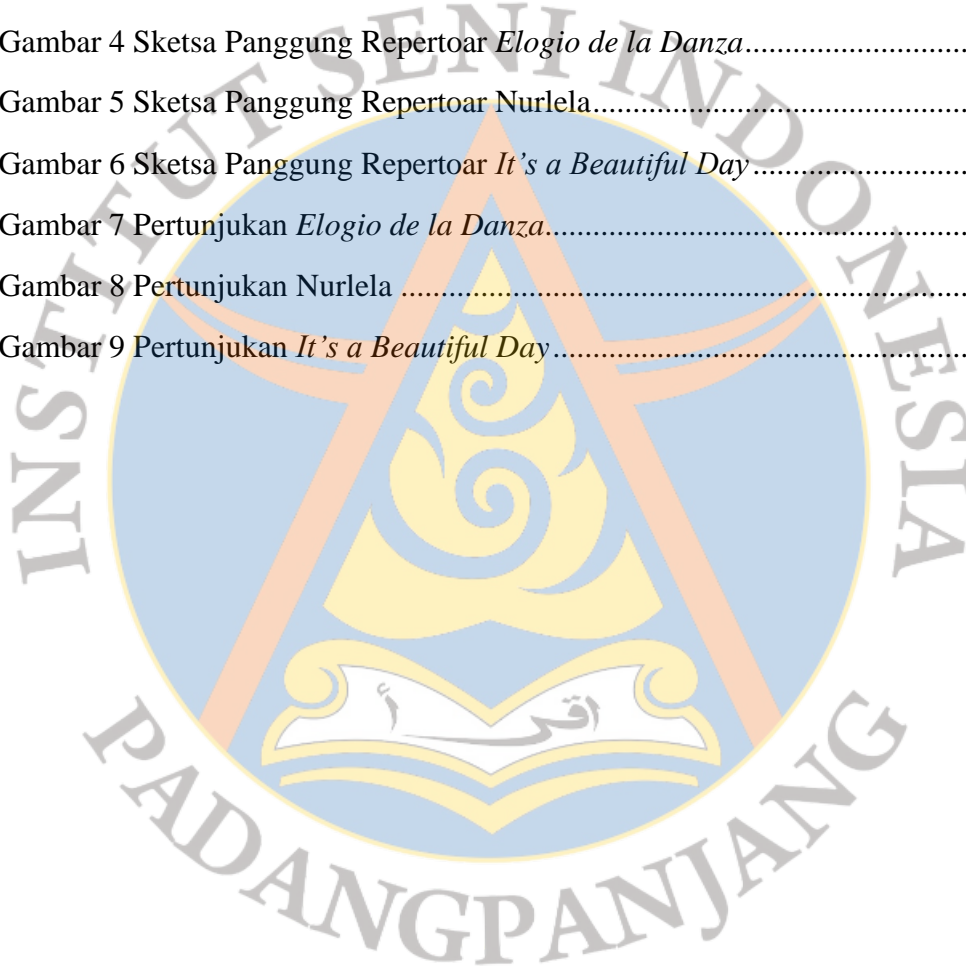 Gambar 4 Sketsa Panggung Repertoar Elogio de la Danza..........................
Gambar 5 Sketsa Panggung Repertoar Nurlela............................................
Gambar 6 Sketsa Panggung Repertoar It’s a Beautiful Day.........................
Gambar 7 Pertunjukan Elogio de la Danza..................................................
Gambar 8 Pertunjukan Nurlela ....................................................................
Gambar 9 Pertunjukan It’s a Beautiful Day.................................................
INSTITUT SENI INDONESIA
اقرأ
PADANGPANJANG